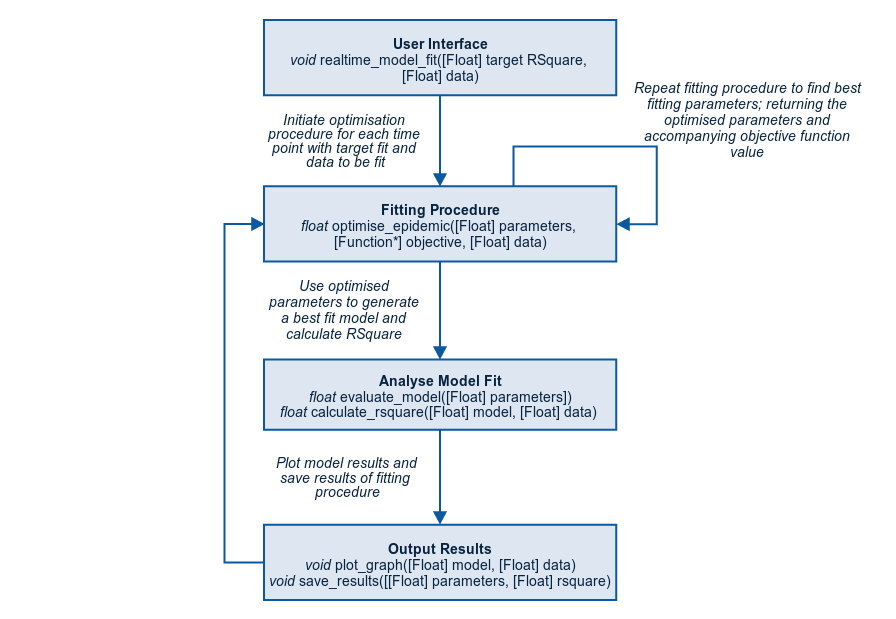 User Interface
void realtime_model_fit([Float] target RSquare,
[Float] data)
Repeat fitting procedure to find best
fitting parameters; returning the
optimised parameters and
accompanying objective function
value
Initiate optimisation
procedure for each time
point with target fit and
data to be fit
Fitting Procedure
float optimise_epidemic([Float] parameters,
[Function*] objective, [Float] data)
Use optimised
parameters to generate
a best fit model and
calculate RSquare
Analyse Model Fit
float evaluate_model([Float] parameters])
float calculate_rsquare([Float] model, [Float] data)
Plot model results and
save results of fitting
procedure
Output Results
void plot_graph([Float] model, [Float] data)
void save_results([[Float] parameters, [Float] rsquare)